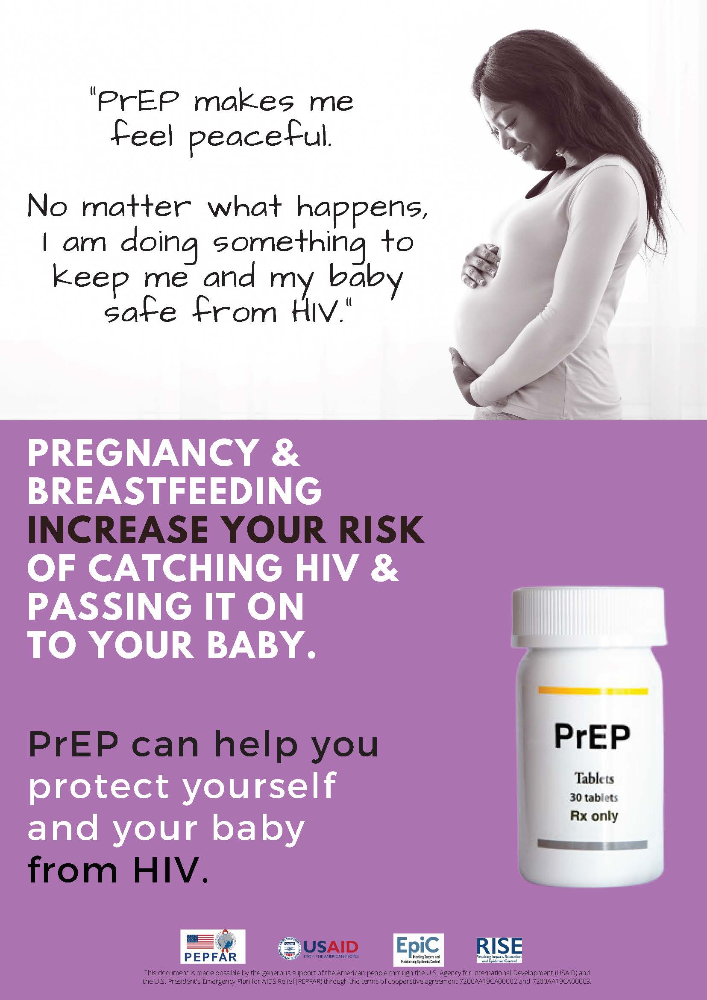 "PrEP makes me
feel peaceful.
No matter what happens,
I am doing something to
keep me and my baby
safe from HIV."
PREGNANCY &
BREASTFEEDING
INCREASE YOUR RISK
OF CATCHING HIV &
PASSING IT ON
TO YOUR BABY.
PrEP can help you
protect yourself
and your baby
from HIV.
PrEP
Tablets
30 tablets
Rx only
PEPFAR
USAID
USAID
FROM THE AMERICAN PEOPLE
EpiC
Meeting Targets and
Maintaining Epidemic Control
RISE
Reaching Impact, Saturation,
and Epidemic Control
This document is made possible by the generous support of the American people through the U.S. Agency for International Development (USAID) and
the U.S. President's Emergency Plan for AIDS Relief (PEPFAR) through the terms of cooperative agreement 7200AA19CA00002 and 7200AA19CA00003.